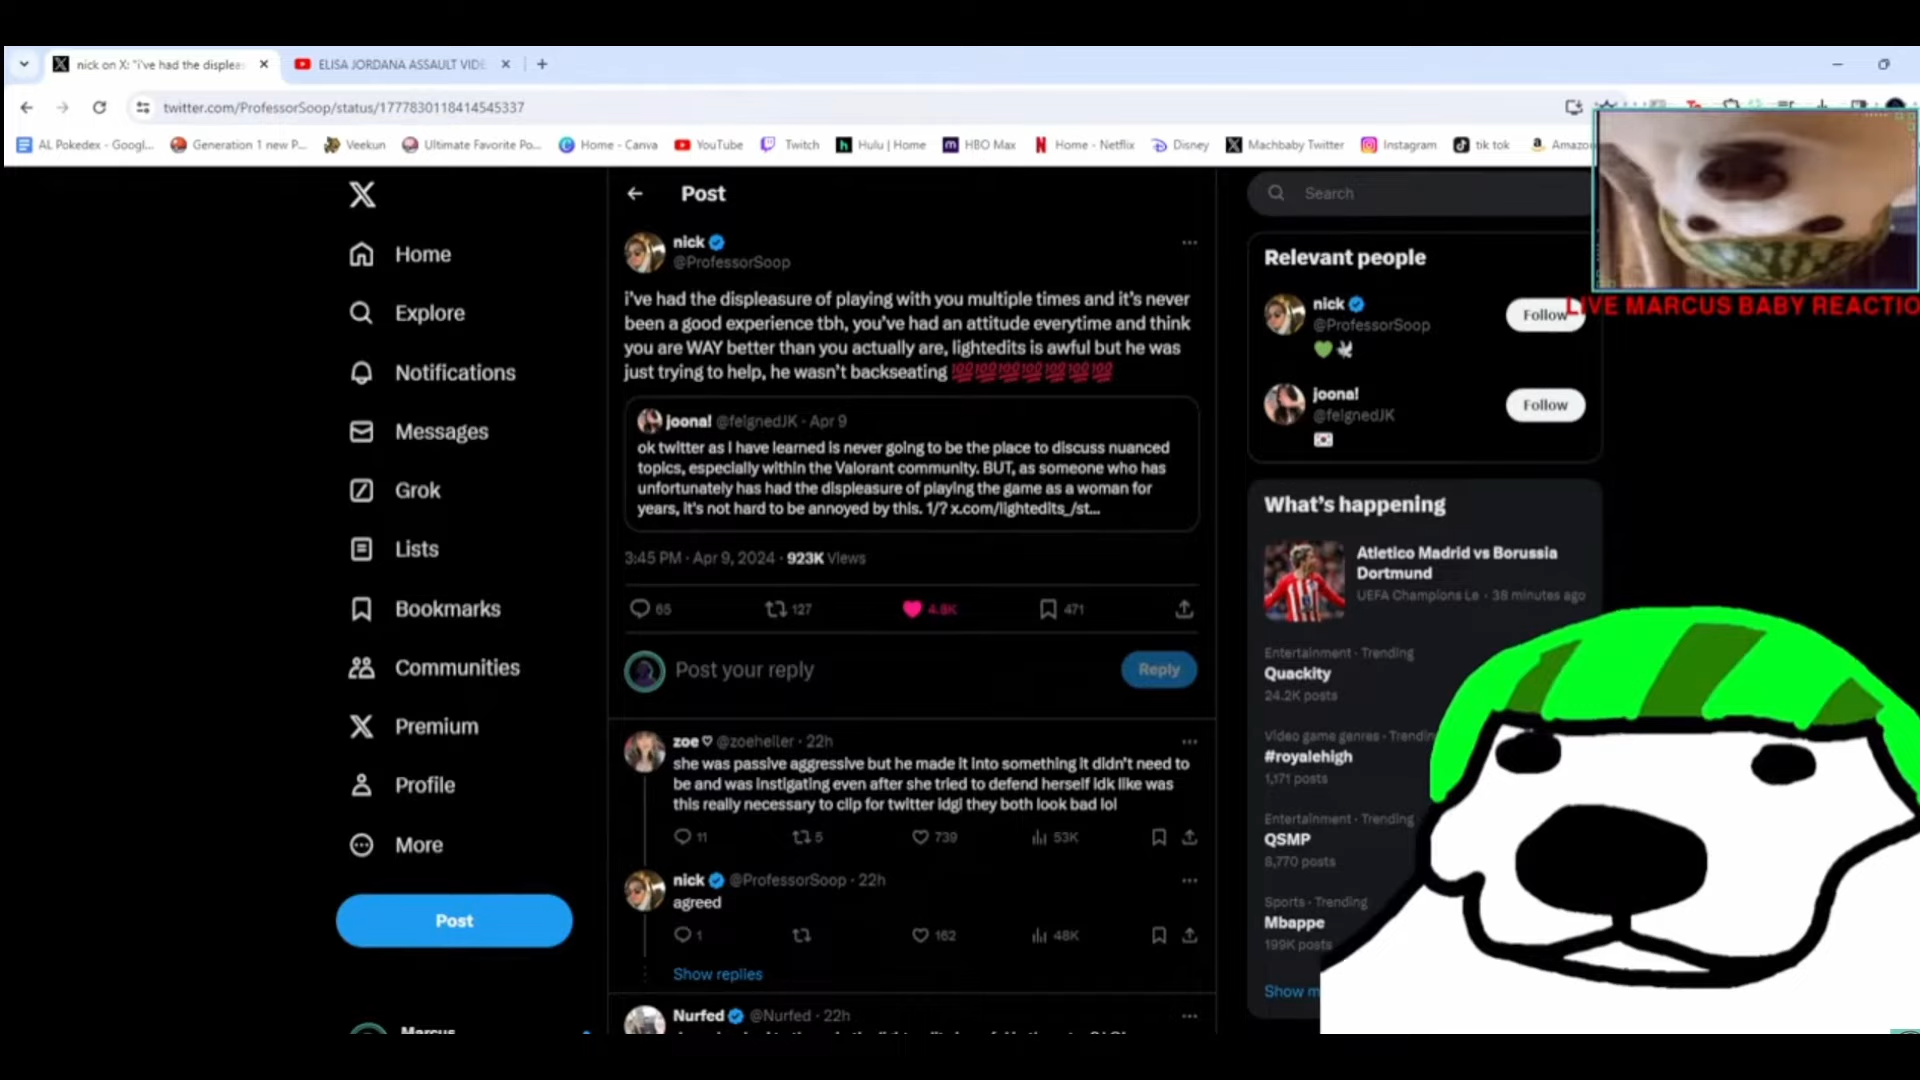 nick on X: "i've had the displea
ELISA JORDANA ASSAULT VIDE
twitter.com/ProfessorSoop/status/1777830118414545337
AL Pokedex - Googl...
Generation 1 new P...
Veekun
Ultimate Favorite Po...
Home - Canva
YouTube
Twitch
Hulu | Home
HBO Max
Home - Netflix
Disney
Machbaby Twitter
Instagram
tik tok
Amazo
LIVE MARCUS BABY REACTIO
Home
Explore
Notifications
Messages
Grok
Lists
Bookmarks
Communities
Premium
Profile
More
Post
Marcus
Post
nick
@ProfessorSoop
i've had the displeasure of playing with you multiple times and it's never
been a good experience tbh, you've had an attitude everytime and think
you are WAY better than you actually are, lightedits is awful but he was
just trying to help, he wasn't backseating 💯💯💯💯💯💯💯
joona! @feignedJK · Apr 9
ok twitter as I have learned is never going to be the place to discuss nuanced
topics, especially within the Valorant community. BUT, as someone who has
unfortunately has had the displeasure of playing the game as a woman for
years, it's not hard to be annoyed by this. 1/? x.com/lightedits_/st...
3:45 PM · Apr 9, 2024 · 923K Views
65 127 4.8K 471
Post your reply
Reply
zoe ♡ @zoeheller · 22h
she was passive aggressive but he made it into something it didn't need to
be and was instigating even after she tried to defend herself idk like was
this really necessary to clip for twitter idgi they both look bad lol
11 5 739 53K
nick @ProfessorSoop · 22h
agreed
1 162 48K
Show replies
Nurfed @Nurfed · 22h
Search
Relevant people
nick
@ProfessorSoop
Follow
💚🕊
joona!
@feignedJK
Follow
🇰🇷
What's happening
Atletico Madrid vs Borussia
Dortmund
UEFA Champions Le · 38 minutes ago
Entertainment · Trending
Quackity
24.2K posts
Video game genres · Trendin
#royalehigh
1,171 posts
Entertainment · Trending
QSMP
8,770 posts
Sports · Trending
Mbappe
199K posts
Show m